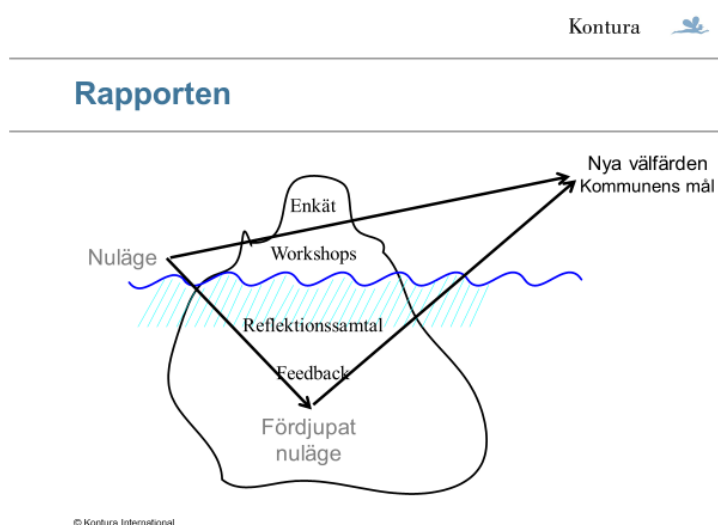 Kontura
Rapporten
Nya välfärden
Kommunens mål
Enkät
Nuläge
Workshops
Reflektionssamtal
Feedback
Fördjupat
nuläge
© Kontura International